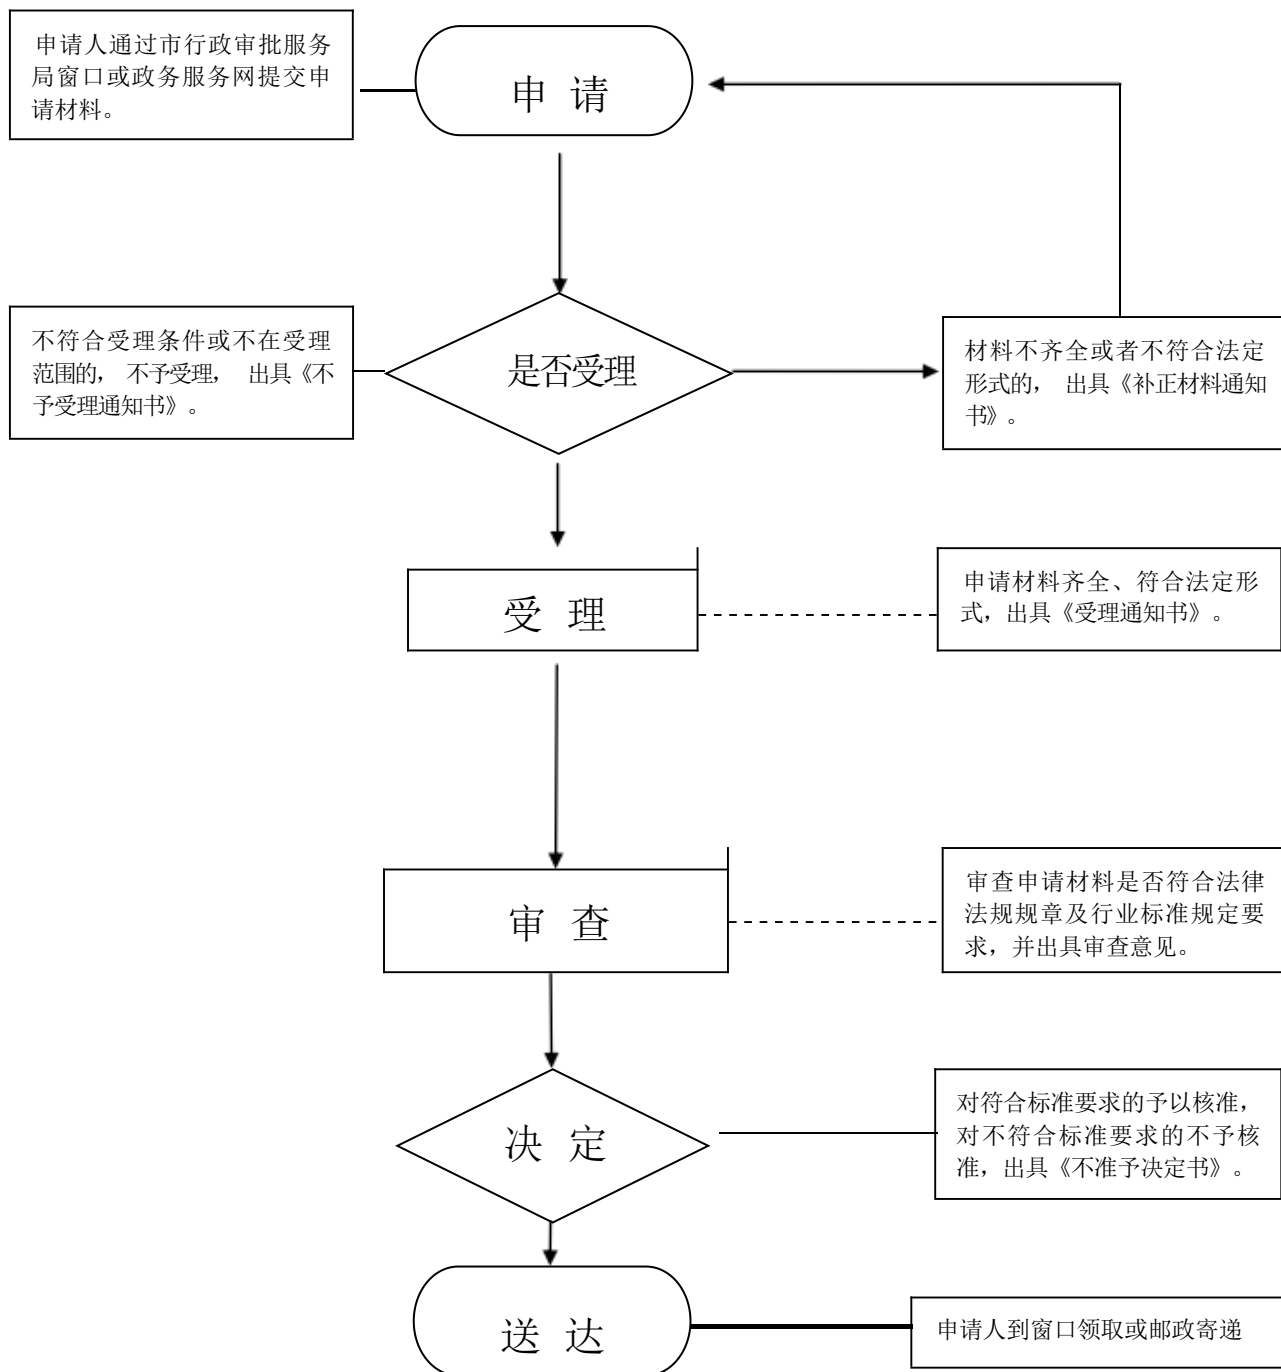 申请人通过市行政审批服务
局窗口或政务服务网提交申
请材料。
申 请
不符合受理条件或不在受理
范围的， 不予受理， 出具《不
予受理通知书》。
是否受理
材料不齐全或者不符合法定
形式的， 出具《补正材料通知
书》。
受 理
申请材料齐全、符合法定形
式，出具《受理通知书》。
审 查
审查申请材料是否符合法律
法规规章及行业标准规定要
求，并出具审查意见。
决 定
对符合标准要求的予以核准，
对不符合标准要求的不予核
准，出具《不准予决定书》。
送 达
申请人到窗口领取或邮政寄递